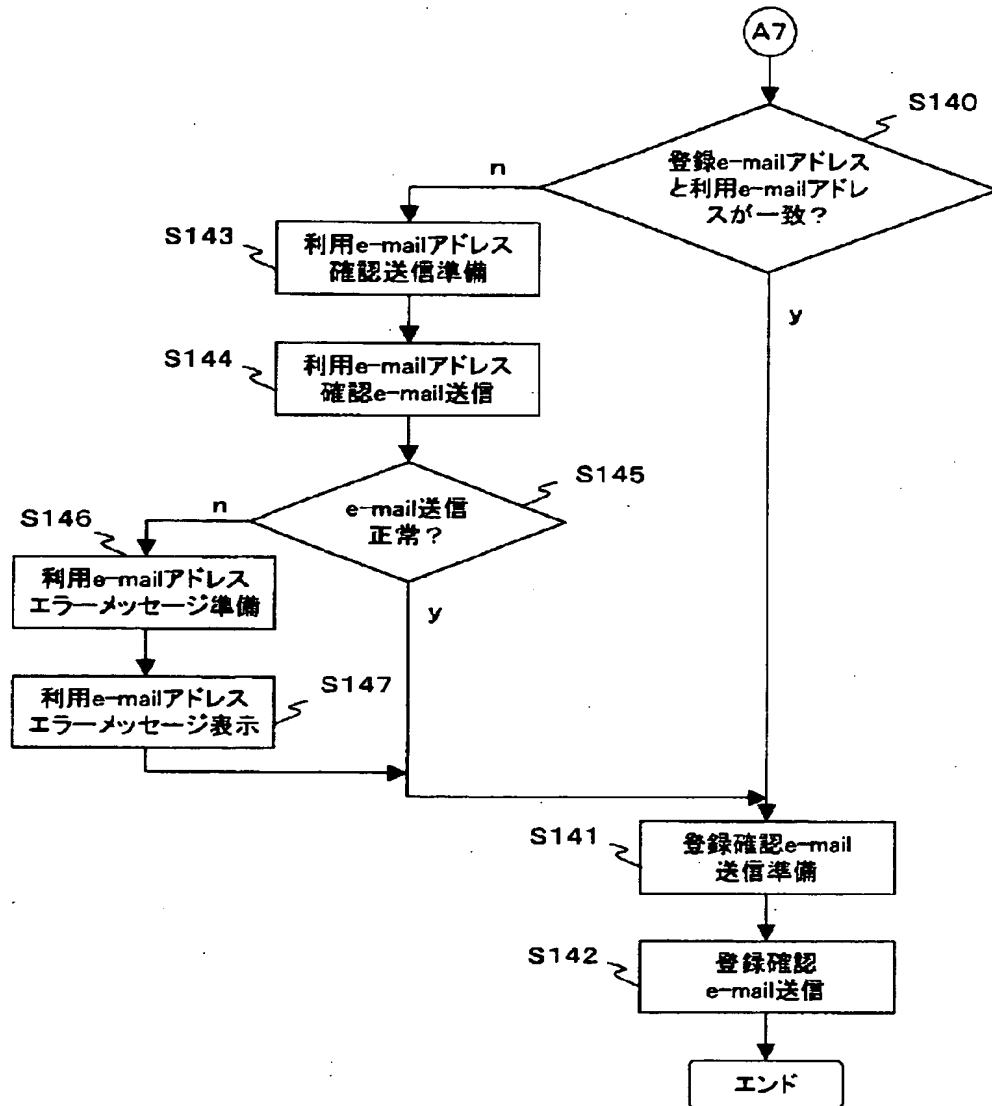 A7
S140
登録e-mailアドレス
と利用e-mailアドレ
スが一致？
n
y
S143
利用e-mailアドレス
確認送信準備
S144
利用e-mailアドレス
確認e-mail送信
S145
e-mail送信
正常？
n
y
S146
利用e-mailアドレス
エラーメッセージ準備
S147
利用e-mailアドレス
エラーメッセージ表示
S141
登録確認e-mail
送信準備
S142
登録確認
e-mail送信
エンド